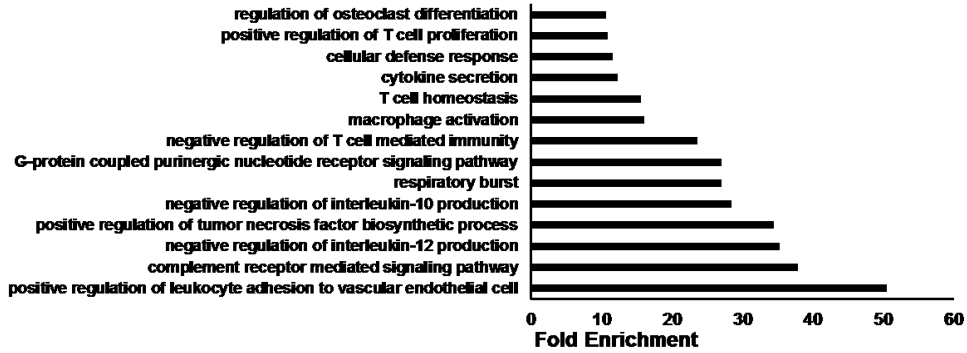 regulation of osteoclast differentiation
positive regulation of T cell proliferation
cellular defense response
cytokine secretion
T cell homeostasis
macrophage activation
negative regulation of T cell mediated immunity
G-protein coupled purinergic nucleotide receptor signaling pathway
respiratory burst
negative regulation of interleukin-10 production
positive regulation of tumor necrosis factor biosynthetic process
negative regulation of interleukin-12 production
complement receptor mediated signaling pathway
positive regulation of leukocyte adhesion to vascular endothelial cell
0 10 20 30 40 50 60
Fold Enrichment